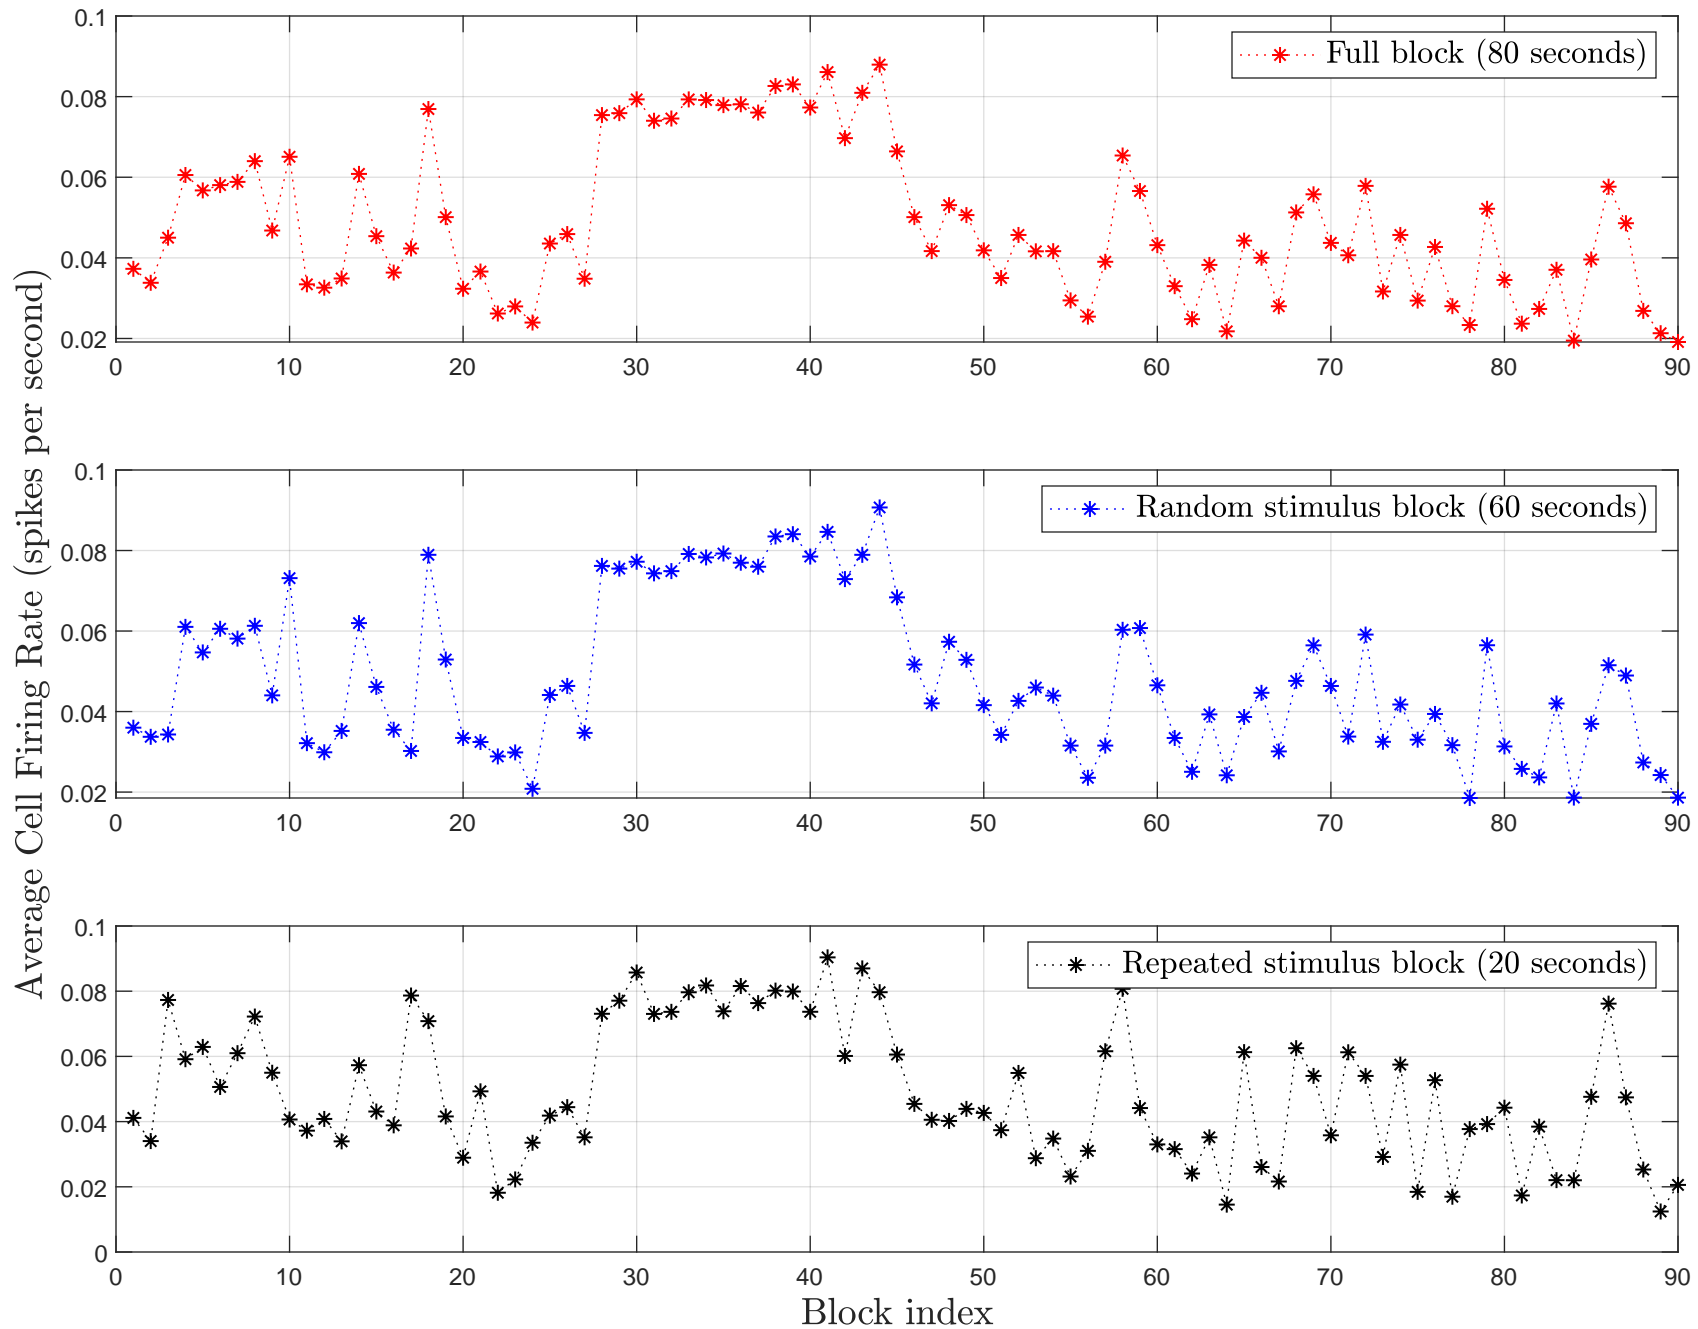 0.1
0.08
0.06
0.04
0.02
Full block (80 seconds)
0 10 20 30 40 50 60 70 80 90
0.1
0.08
0.06
0.04
0.02
Random stimulus block (60 seconds)
0 10 20 30 40 50 60 70 80 90
Average Cell Firing Rate (spikes per second)
0.1
0.08
0.06
0.04
0.02
0
Repeated stimulus block (20 seconds)
0 10 20 30 40 50 60 70 80 90
Block index